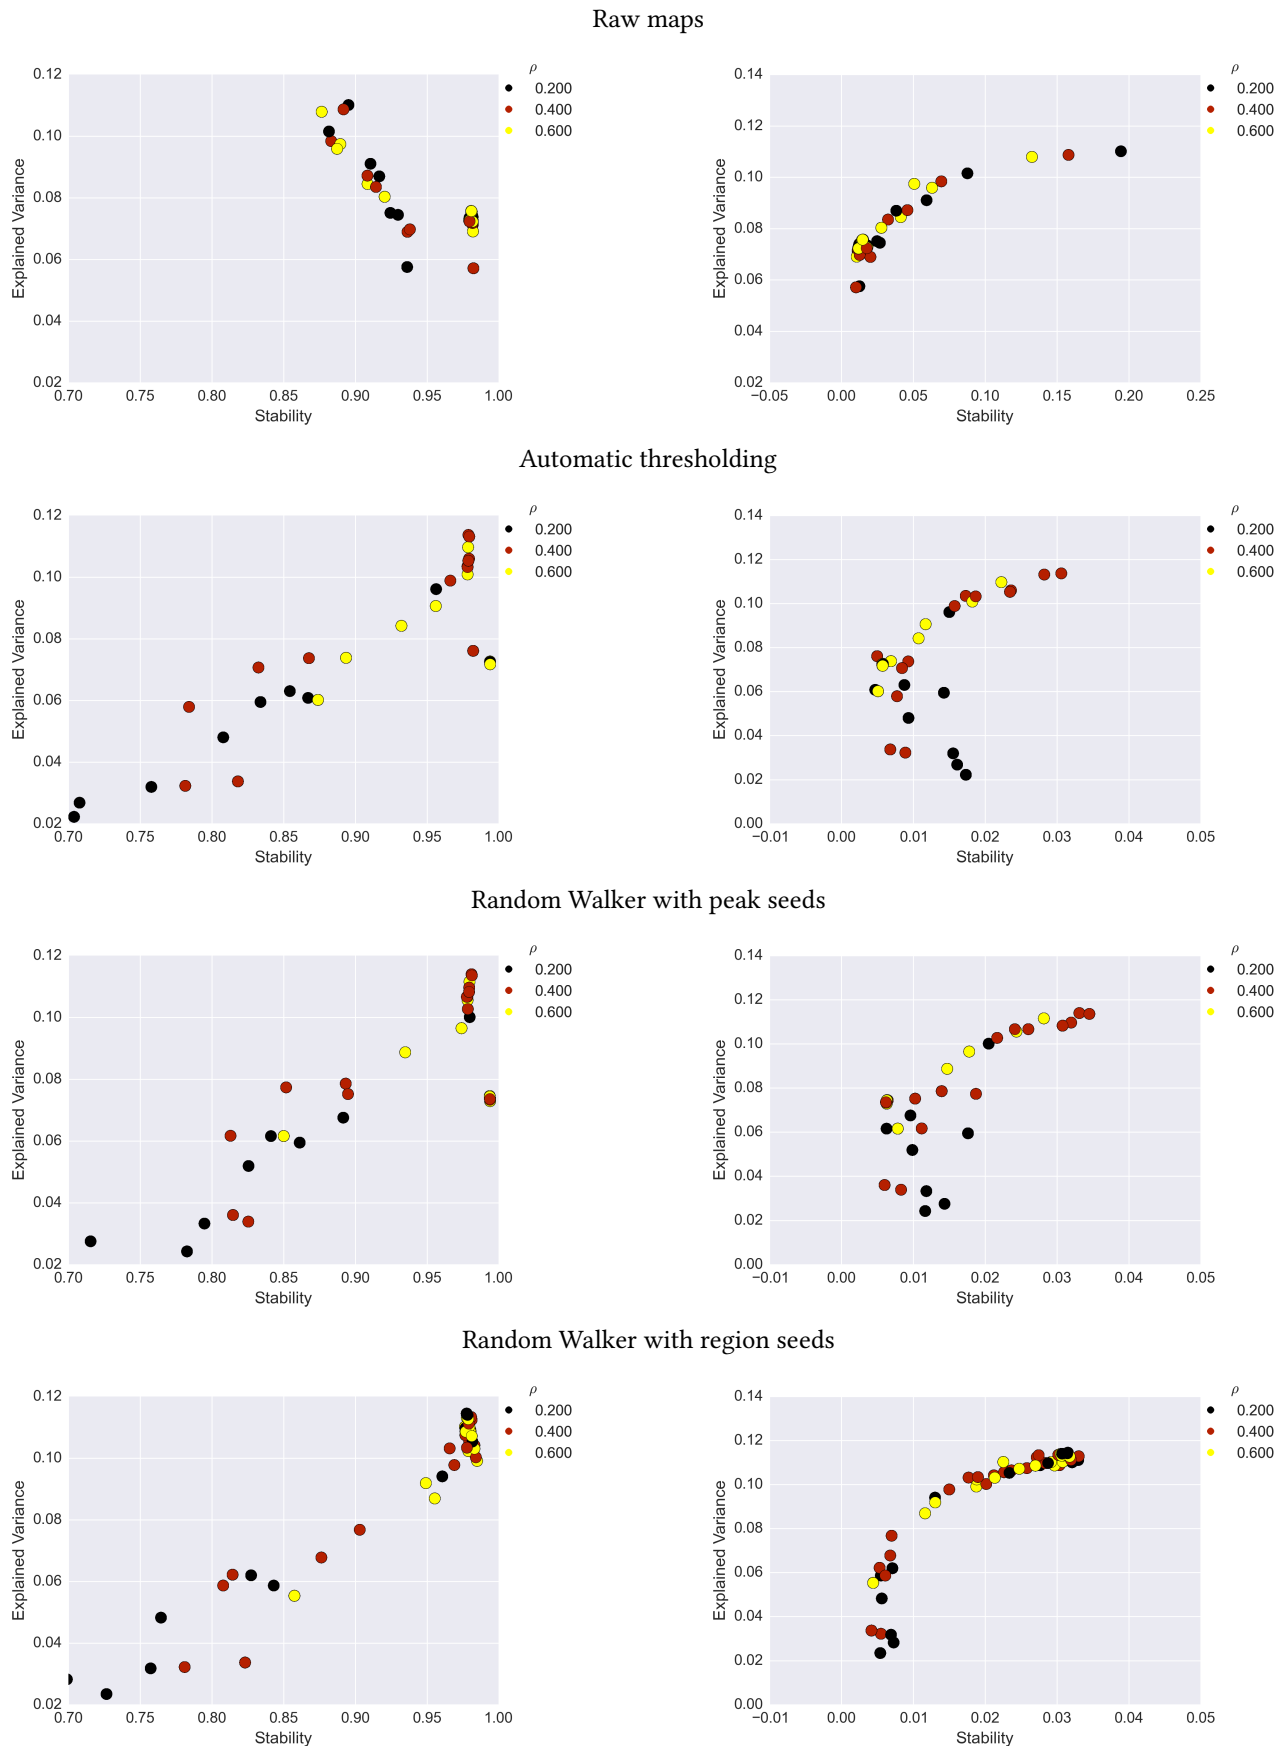 Raw maps
0.12
0.10
0.08
0.06
0.04
0.02
Explained Variance
0.70 0.75 0.80 0.85 0.90 0.95 1.00
Stability
ρ
0.200
0.400
0.600
0.14
0.12
0.10
0.08
0.06
0.04
0.02
Explained Variance
−0.05 0.00 0.05 0.10 0.15 0.20 0.25
Stability
ρ
0.200
0.400
0.600
Automatic thresholding
0.12
0.10
0.08
0.06
0.04
0.02
Explained Variance
0.70 0.75 0.80 0.85 0.90 0.95 1.00
Stability
ρ
0.200
0.400
0.600
0.14
0.12
0.10
0.08
0.06
0.04
0.02
0.00
Explained Variance
−0.01 0.00 0.01 0.02 0.03 0.04 0.05
Stability
ρ
0.200
0.400
0.600
Random Walker with peak seeds
0.12
0.10
0.08
0.06
0.04
0.02
Explained Variance
0.70 0.75 0.80 0.85 0.90 0.95 1.00
Stability
ρ
0.200
0.400
0.600
0.14
0.12
0.10
0.08
0.06
0.04
0.02
0.00
Explained Variance
−0.01 0.00 0.01 0.02 0.03 0.04 0.05
Stability
ρ
0.200
0.400
0.600
Random Walker with region seeds
0.12
0.10
0.08
0.06
0.04
0.02
Explained Variance
0.70 0.75 0.80 0.85 0.90 0.95 1.00
Stability
ρ
0.200
0.400
0.600
0.14
0.12
0.10
0.08
0.06
0.04
0.02
0.00
Explained Variance
−0.01 0.00 0.01 0.02 0.03 0.04 0.05
Stability
ρ
0.200
0.400
0.600